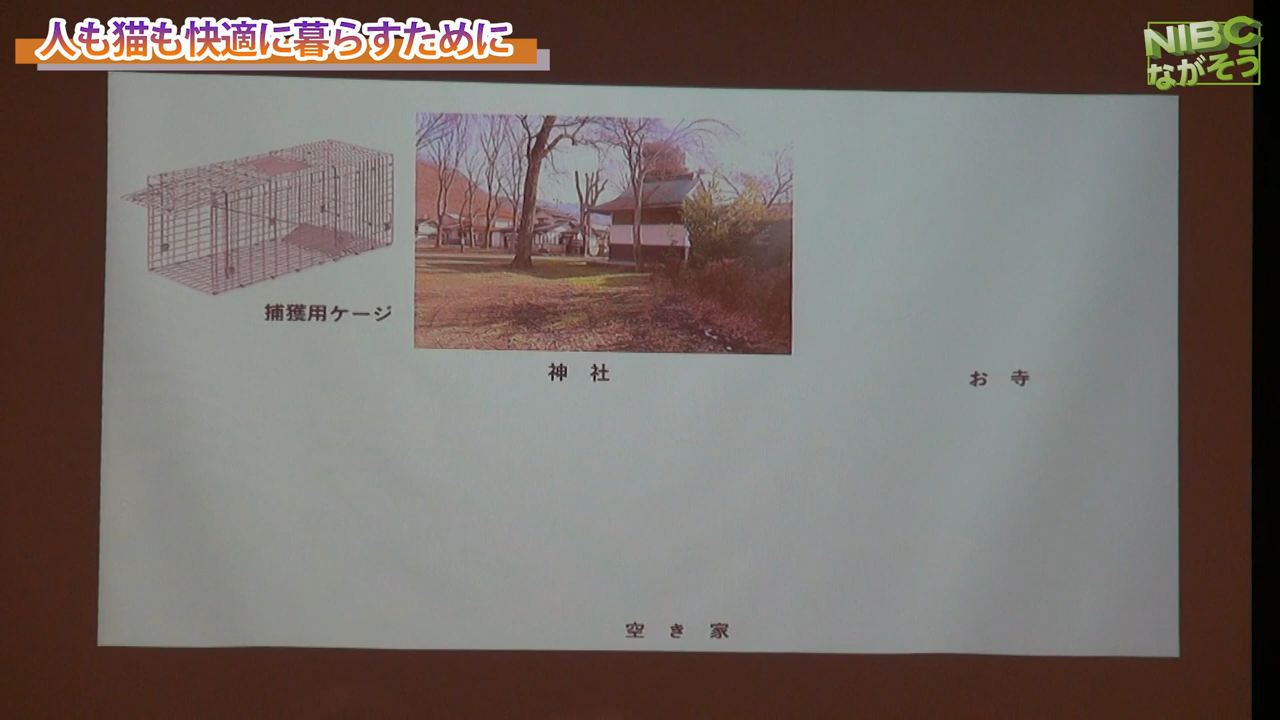 人も猫も快適に暮らすために
NIBC
ながそう
捕獲用ケージ
神 社
お 寺
空 き 家